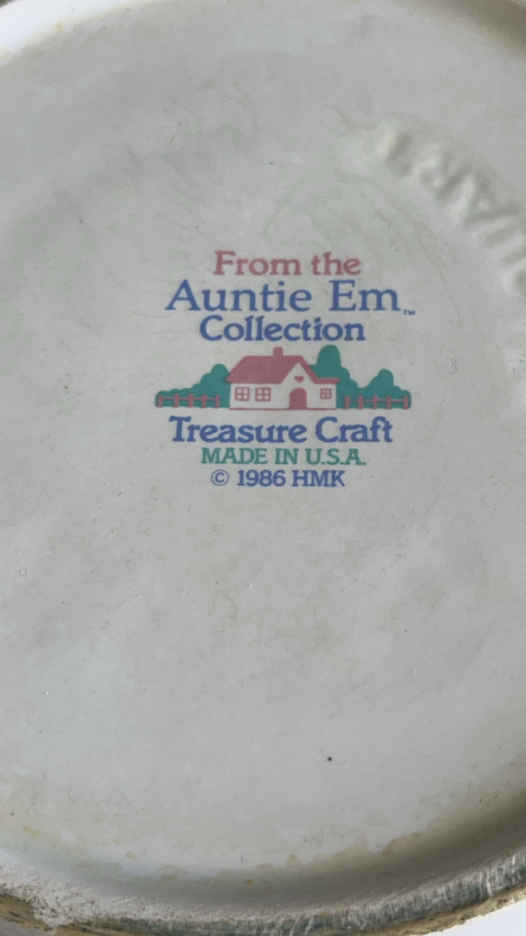 From the
Auntie Em™
Collection
Treasure Craft
MADE IN U.S.A.
© 1986 HMK